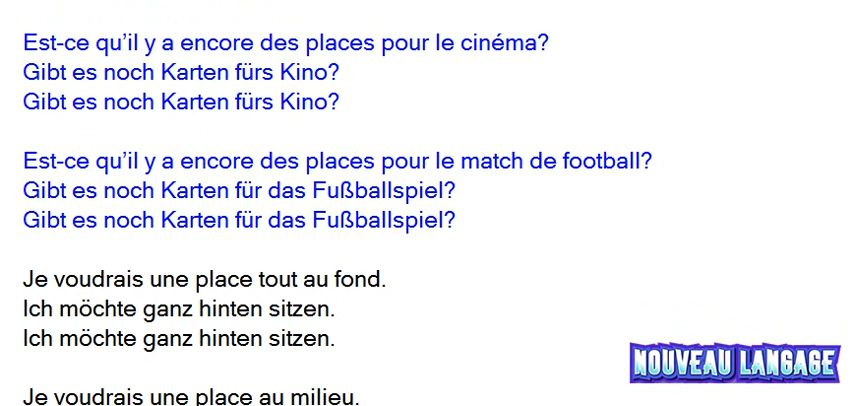 Est-ce qu’il y a encore des places pour le cinéma?
Gibt es noch Karten fürs Kino?
Gibt es noch Karten fürs Kino?
Est-ce qu’il y a encore des places pour le match de football?
Gibt es noch Karten für das Fußballspiel?
Gibt es noch Karten für das Fußballspiel?
Je voudrais une place tout au fond.
Ich möchte ganz hinten sitzen.
Ich möchte ganz hinten sitzen.
NOUVEAU LANGAGE
Je voudrais une place au milieu.